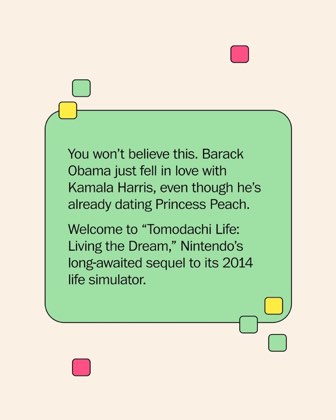 You won’t believe this. Barack
Obama just fell in love with
Kamala Harris, even though he’s
already dating Princess Peach.
Welcome to “Tomodachi Life:
Living the Dream,” Nintendo’s
long-awaited sequel to its 2014
life simulator.